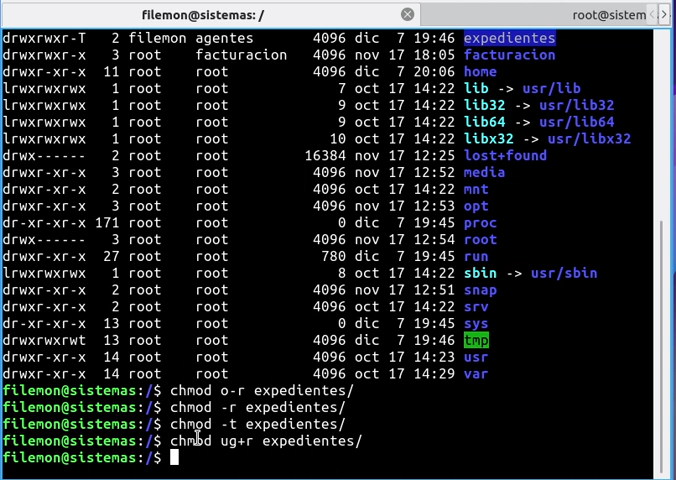 filemon@sistemas: /
root@sistem
drwxrwxr-T 2 filemon agentes 4096 dic 7 19:46 expedientes
drwxrwxr-x 3 root facturacion 4096 nov 17 18:05 facturacion
drwxr-xr-x 11 root root 4096 dic 7 20:06 home
lrwxrwxrwx 1 root root 7 oct 17 14:22 lib -> usr/lib
lrwxrwxrwx 1 root root 9 oct 17 14:22 lib32 -> usr/lib32
lrwxrwxrwx 1 root root 9 oct 17 14:22 lib64 -> usr/lib64
lrwxrwxrwx 1 root root 10 oct 17 14:22 libx32 -> usr/libx32
drwx------ 2 root root 16384 nov 17 12:25 lost+found
drwxr-xr-x 3 root root 4096 nov 17 12:52 media
drwxr-xr-x 2 root root 4096 oct 17 14:22 mnt
drwxr-xr-x 3 root root 4096 nov 17 12:53 opt
dr-xr-xr-x 171 root root 0 dic 7 19:45 proc
drwx------ 3 root root 4096 nov 17 12:54 root
drwxr-xr-x 27 root root 780 dic 7 19:45 run
lrwxrwxrwx 1 root root 8 oct 17 14:22 sbin -> usr/sbin
drwxr-xr-x 2 root root 4096 nov 17 12:51 snap
drwxr-xr-x 2 root root 4096 oct 17 14:22 srv
dr-xr-xr-x 13 root root 0 dic 7 19:45 sys
drwxrwxrwt 13 root root 4096 dic 7 19:46 tmp
drwxr-xr-x 14 root root 4096 oct 17 14:23 usr
drwxr-xr-x 14 root root 4096 oct 17 14:29 var
filemon@sistemas:/$ chmod o-r expedientes/
filemon@sistemas:/$ chmod -r expedientes/
filemon@sistemas:/$ chmod -t expedientes/
filemon@sistemas:/$ chmod ug+r expedientes/
filemon@sistemas:/$